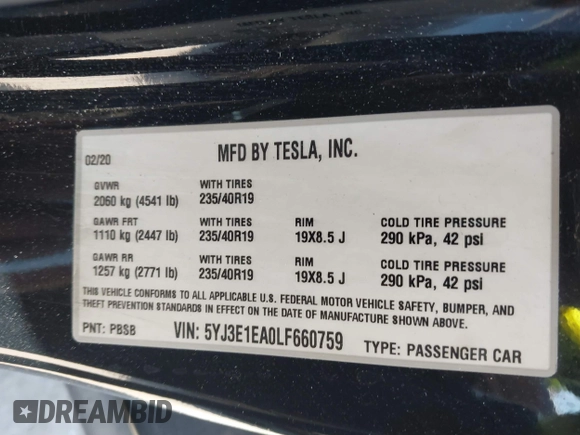 02/20 MFD BY TESLA, INC.
GVWR WITH TIRES
2060 kg (4541 lb) 235/40R19
GAWR FRT WITH TIRES RIM COLD TIRE PRESSURE
1110 kg (2447 lb) 235/40R19 19X8.5 J 290 kPa, 42 psi
GAWR RR WITH TIRES RIM COLD TIRE PRESSURE
1257 kg (2771 lb) 235/40R19 19X8.5 J 290 kPa, 42 psi
THIS VEHICLE CONFORMS TO ALL APPLICABLE U.S. FEDERAL MOTOR VEHICLE SAFETY, BUMPER, AND
THEFT PREVENTION STANDARDS IN EFFECT ON THE DATE OF MANUFACTURE SHOWN ABOVE.
PNT: PBSB VIN: 5YJ3E1EA0LF660759 TYPE: PASSENGER CAR
DREAMBID